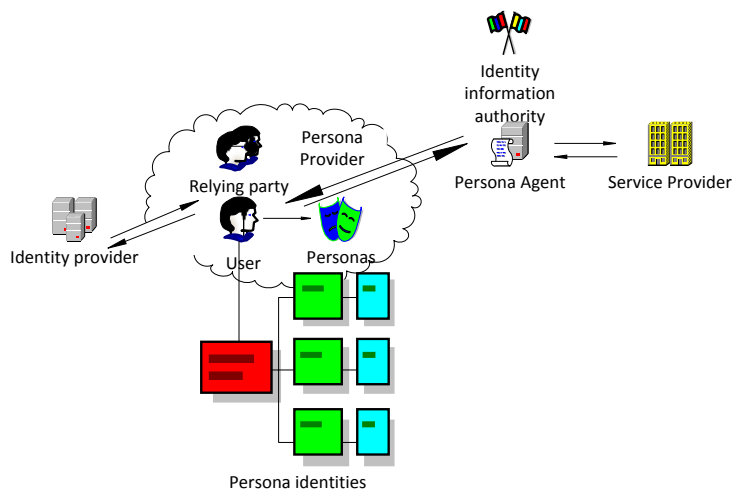 Identity
information
authority
Persona
Provider
Relying party
Persona Agent
Service Provider
Identity provider
User
Personas
Persona identities